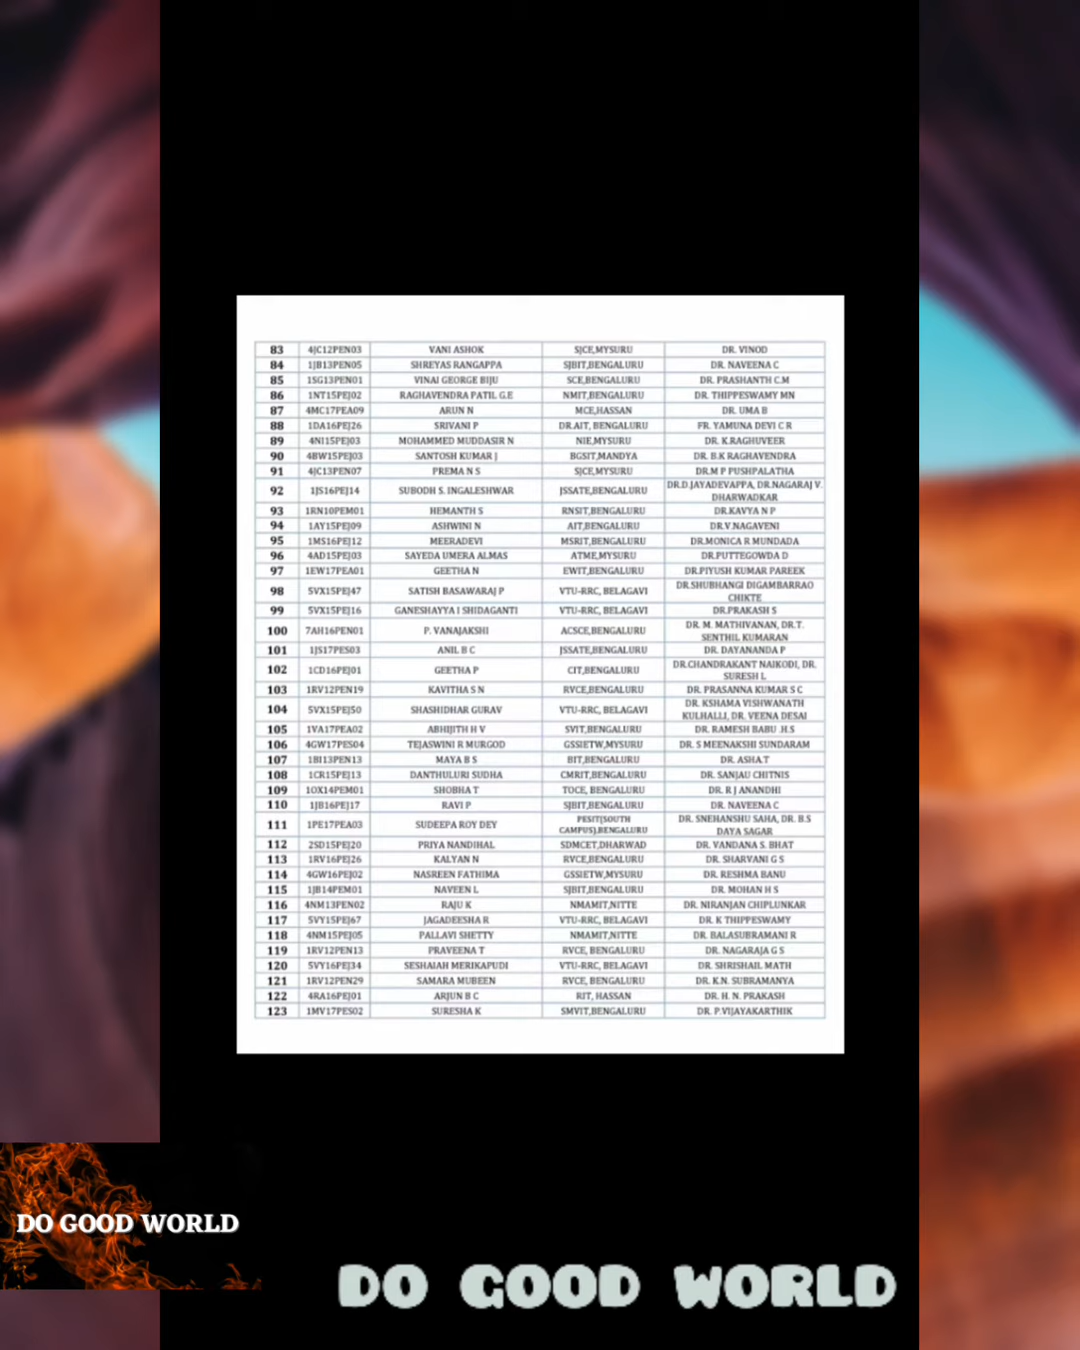 83 4JC12PEN03 VANI ASHOK SJCE,MYSURU DR. VINOD
84 1JB13PEN05 SHREYAS RANGAPPA SJBIT,BENGALURU DR. NAVEENA C
85 1SG13PEN01 VINAI GEORGE BIJU SCE,BENGALURU DR. PRASHANTH C.M
86 1NT15PEJ02 RAGHAVENDRA PATIL G.E NMIT,BENGALURU DR. THIPPESWAMY MN
87 4MC17PEA09 ARUN N MCE,HASSAN DR. UMA B
88 1DA16PEJ26 SRIVANI P DR.AIT, BENGALURU FR. YAMUNA DEVI C R
89 4NI15PEJ03 MOHAMMED MUDDASIR N NIE,MYSURU DR. K.RAGHUVEER
90 4BW15PEJ03 SANTOSH KUMAR J BGSIT,MANDYA DR. B.K RAGHAVENDRA
91 4JC13PEN07 PREMA N S SJCE,MYSURU DR.M P PUSHPALATHA
92 1JS16PEJ14 SUBODH S. INGALESHWAR JSSATE,BENGALURU DR.D.JAYADEVAPPA, DR.NAGARAJ V.
DHARWADKAR
93 1RN10PEM01 HEMANTH S RNSIT,BENGALURU DR.KAVYA N P
94 1AY15PEJ09 ASHWINI N AIT,BENGALURU DR.V.NAGAVENI
95 1MS16PEJ12 MEERADEVI MSRIT,BENGALURU DR.MONICA R MUNDADA
96 4AD15PEJ03 SAYEDA UMERA ALMAS ATME,MYSURU DR.PUTTEGOWDA D
97 1EW17PEA01 GEETHA N EWIT,BENGALURU DR.PIYUSH KUMAR PAREEK
98 5VX15PEJ47 SATISH BASAWARAJ P VTU-RRC, BELAGAVI DR.SHUBHANGI DIGAMBARRAO
CHIKTE
99 5VX15PEJ16 GANESHAYYA I SHIDAGANTI VTU-RRC, BELAGAVI DR.PRAKASH S
100 7AH16PEN01 P. VANAJAKSHI ACSCE,BENGALURU DR. M. MATHIVANAN, DR.T.
SENTHIL KUMARAN
101 1JS17PES03 ANIL B C JSSATE,BENGALURU DR. DAYANANDA P
102 1CD16PEJ01 GEETHA P CIT,BENGALURU DR.CHANDRAKANT NAIKODI, DR.
SURESH L
103 1RV12PEN19 KAVITHA S N RVCE,BENGALURU DR. PRASANNA KUMAR S C
104 5VX15PEJ50 SHASHIDHAR GURAV VTU-RRC, BELAGAVI DR. KSHAMA VISHWANATH
KULHALLI, DR. VEENA DESAI
105 1VA17PEA02 ABHIJITH H V SVIT,BENGALURU DR. RAMESH BABU .H.S
106 4GW17PES04 TEJASWINI R MURGOD GSSIETW,MYSURU DR. S MEENAKSHI SUNDARAM
107 1BI13PEN13 MAYA B S BIT,BENGALURU DR. ASHA.T
108 1CR15PEJ13 DANTHULURI SUDHA CMRIT,BENGALURU DR. SANJAU CHITNIS
109 1OX14PEM01 SHOBHA T TOCE, BENGALURU DR. R J ANANDHI
110 1JB16PEJ17 RAVI P SJBIT,BENGALURU DR. NAVEENA C
111 1PE17PEA03 SUDEEPA ROY DEY PESIT(SOUTH
CAMPUS),BENGALURU DR. SNEHANSHU SAHA, DR. B.S
DAYA SAGAR
112 2SD15PEJ20 PRIYA NANDIHAL SDMCET,DHARWAD DR. VANDANA S. BHAT
113 1RV16PEJ26 KALYAN N RVCE,BENGALURU DR. SHARVANI G S
114 4GW16PEJ02 NASREEN FATHIMA GSSIETW,MYSURU DR. RESHMA BANU
115 1JB14PEM01 NAVEEN L SJBIT,BENGALURU DR. MOHAN H S
116 4NM13PEN02 RAJU K NMAMIT,NITTE DR. NIRANJAN CHIPLUNKAR
117 5VY15PEJ67 JAGADEESHA R VTU-RRC, BELAGAVI DR. K THIPPESWAMY
118 4NM15PEJ05 PALLAVI SHETTY NMAMIT,NITTE DR. BALASUBRAMANI R
119 1RV12PEN13 PRAVEENA T RVCE, BENGALURU DR. NAGARAJA G S
120 5VY16PEJ34 SESHAIAH MERIKAPUDI VTU-RRC, BELAGAVI DR. SHRISHAIL MATH
121 1RV12PEN29 SAMARA MUBEEN RVCE, BENGALURU DR. K.N. SUBRAMANYA
122 4RA16PEJ01 ARJUN B C RIT, HASSAN DR. H. N. PRAKASH
123 1MV17PES02 SURESHA K SMVIT,BENGALURU DR. P.VIJAYAKARTHIK
DO GOOD WORLD
DO GOOD WORLD